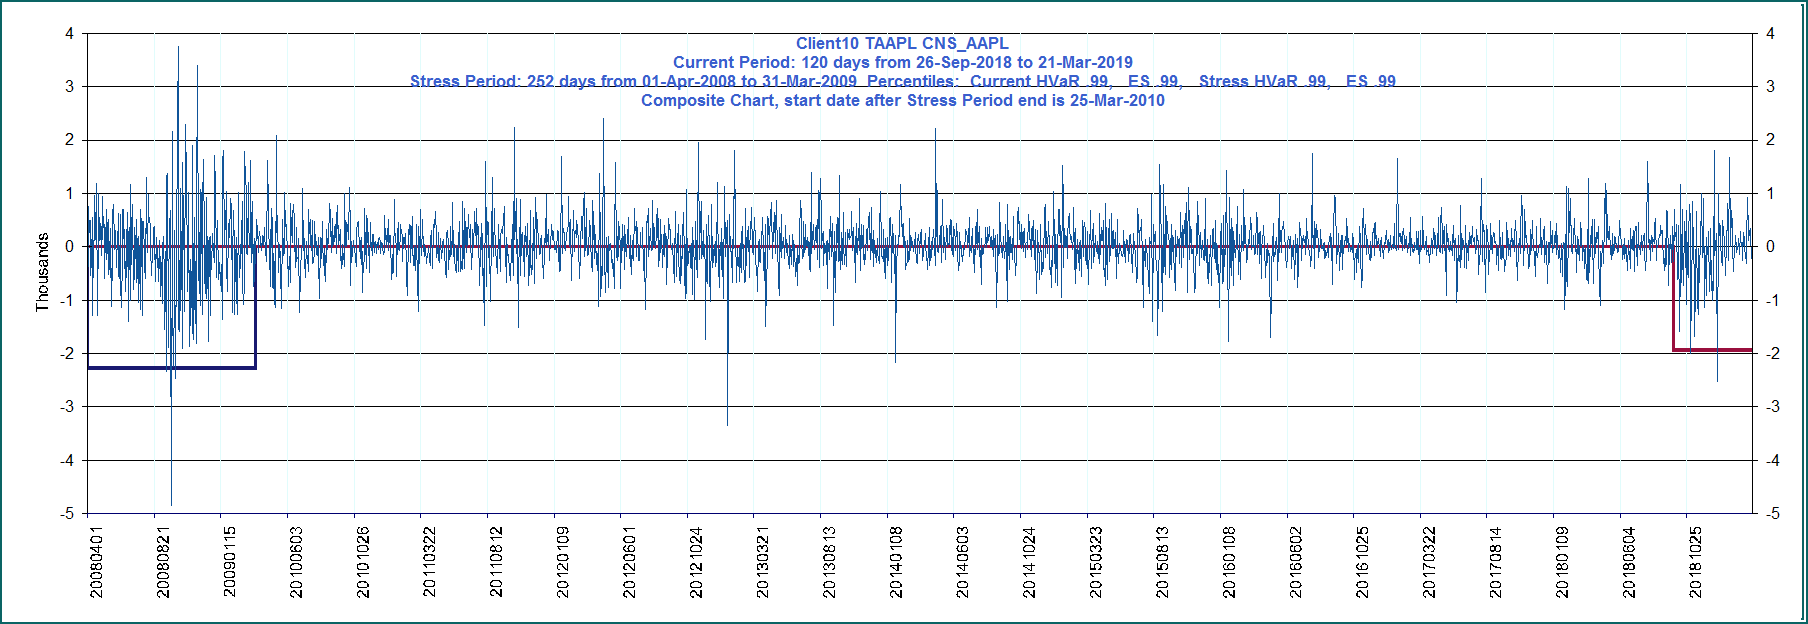 Client10 TAAPL CNS_AAPL
Current Period: 120 days from 26-Sep-2018 to 21-Mar-2019
Stress Period: 252 days from 01-Apr-2008 to 31-Mar-2009 Percentiles: Current HVaR .99, ES .99, Stress HVaR .99, ES .99
Composite Chart, start date after Stress Period end is 25-Mar-2010
Thousands
4 4
3 3
2 2
1 1
0 0
-1 -1
-2 -2
-3 -3
-4 -4
-5 -5
20080401 20080821 20090115 20100603 20101026 20110322 20110812 20120109 20120601 20121024 20130321 20130813 20140108 20140603 20141024 20150323 20150813 20160108 20160602 20161025 20170322 20170814 20180109 20180604 20181025